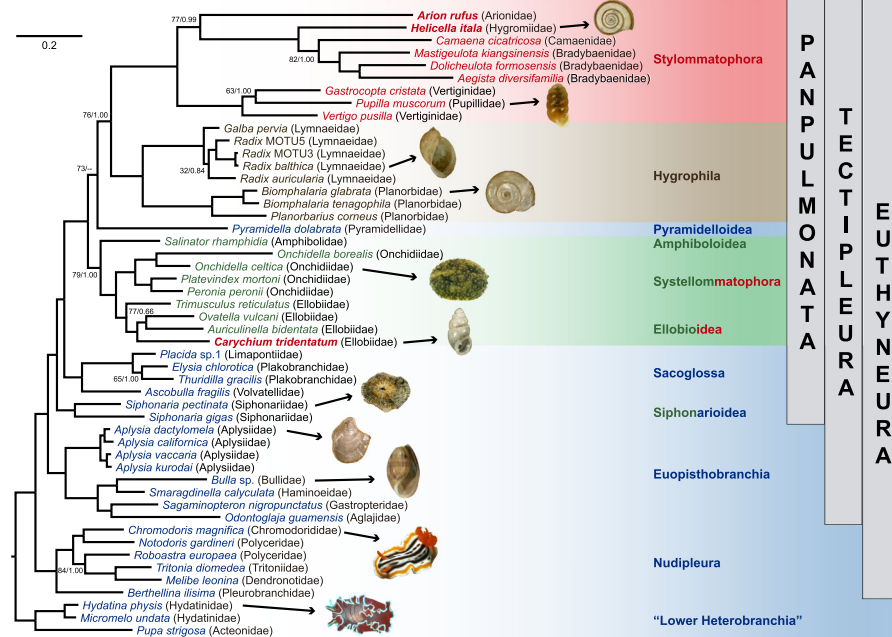 77/0.99
Arion rufus (Arionidae)
Helicella itala (Hygromiidae)
0.2
Camaena cicatricosa (Camaenidae)
Mastigeulota kiangsinensis (Bradybaenidae)
82/1.00
Stylommatophora
Dolicheulota formosensis (Bradybaenidae)
Aegista diversifamilia (Bradybaenidae)
63/1.00
Gastrocopta cristata (Vertiginidae)
Pupilla muscorum (Pupillidae)
76/1.00
Vertigo pusilla (Vertiginidae)
Galba pervia (Lymnaeidae)
Radix MOTU5 (Lymnaeidae)
Radix MOTU3 (Lymnaeidae)
73/--
32/0.84
Radix balthica (Lymnaeidae)
Radix auricularia (Lymnaeidae)
Hygrophila
Biomphalaria glabrata (Planorbidae)
Biomphalaria tenagophila (Planorbidae)
Planorbarius corneus (Planorbidae)
Pyramidella dolabrata (Pyramidellidae)
Pyramidelloidea
Salinator rhamphidia (Amphibolidae)
Amphiboloidea
Onchidella borealis (Onchidiidae)
79/1.00
Onchidella celtica (Onchidiidae)
Platevindex mortoni (Onchidiidae)
Systellommatophora
Peronia peronii (Onchidiidae)
Trimusculus reticulatus (Ellobiidae)
77/0.66
Ovatella vulcani (Ellobiidae)
Auriculinella bidentata (Ellobiidae)
Ellobioidea
Carychium tridentatum (Ellobiidae)
Placida sp.1 (Limapontiidae)
Elysia chlorotica (Plakobranchidae)
Sacoglossa
65/1.00
Thuridilla gracilis (Plakobranchidae)
Ascobulla fragilis (Volvatellidae)
Siphonaria pectinata (Siphonariidae)
Siphonarioidea
Siphonaria gigas (Siphonariidae)
Aplysia dactylomela (Aplysiidae)
Aplysia californica (Aplysiidae)
Aplysia vaccaria (Aplysiidae)
Aplysia kurodai (Aplysiidae)
Euopisthobranchia
Bulla sp. (Bullidae)
Smaragdinella calyculata (Haminoeidae)
Sagaminopteron nigropunctatus (Gastropteridae)
Odontoglaja guamensis (Aglajidae)
Chromodoris magnifica (Chromodorididae)
Notodoris gardineri (Polyceridae)
Roboastra europaea (Polyceridae)
Nudipleura
84/1.00
Tritonia diomedea (Tritoniidae)
Melibe leonina (Dendronotidae)
Berthellina ilisima (Pleurobranchidae)
Hydatina physis (Hydatinidae)
Micromelo undata (Hydatinidae)
“Lower Heterobranchia”
Pupa strigosa (Acteonidae)
PANPULMONATA
TECTIPLEURA
EUTHYNEURA